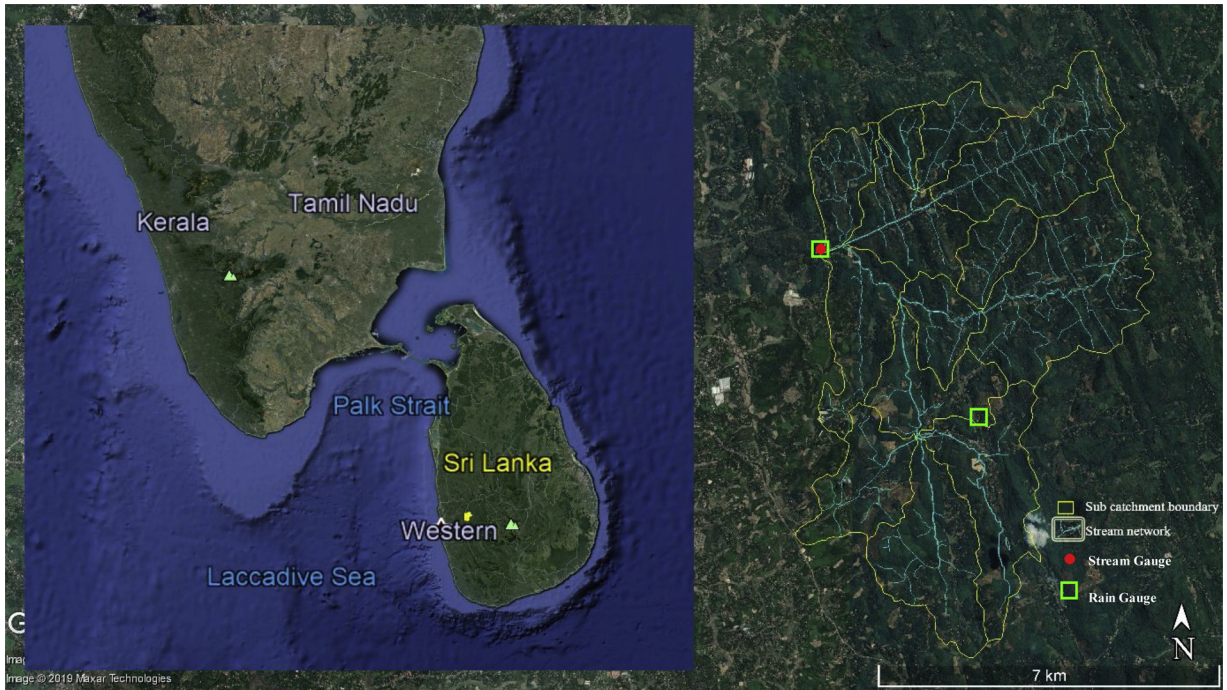 Tamil Nadu
Kerala
Palk Strait
Sri Lanka
Western
Laccadive Sea
Sub catchment boundary
Stream network
Stream Gauge
Rain Gauge
N
7 km
G
Imag
Image © 2019 Maxar Technologies